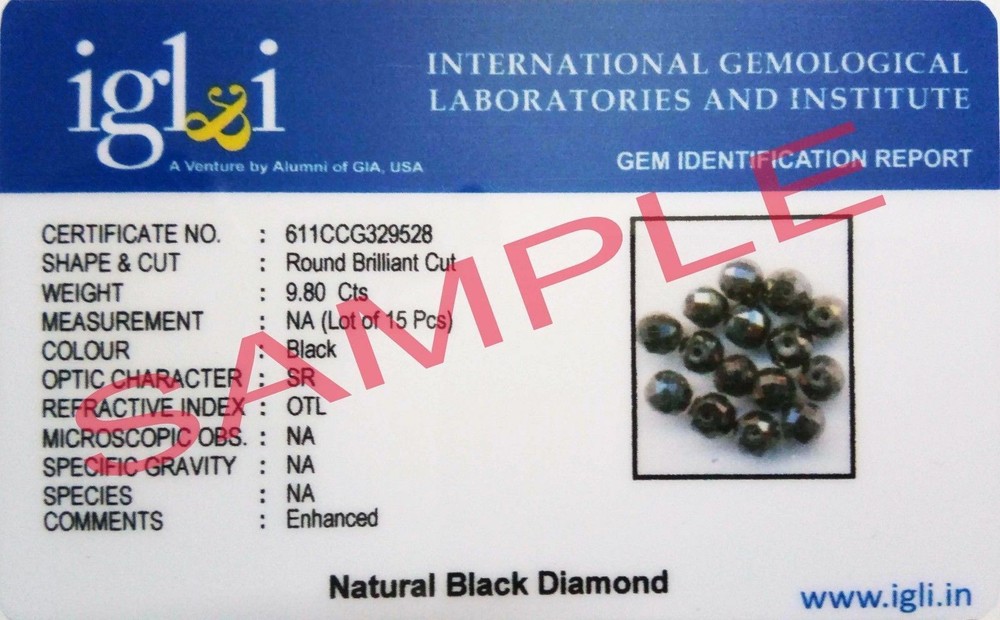 igl&i
A Venture by Alumni of GIA, USA
INTERNATIONAL GEMOLOGICAL
LABORATORIES AND INSTITUTE
GEM IDENTIFICATION REPORT
CERTIFICATE NO. : 611CCG329528
SHAPE & CUT : Round Brilliant Cut
WEIGHT : 9.80 Cts
MEASUREMENT : NA (Lot of 15 Pcs)
COLOUR : Black
OPTIC CHARACTER : SR
REFRACTIVE INDEX : OTL
MICROSCOPIC OBS. : NA
SPECIFIC GRAVITY : NA
SPECIES : NA
COMMENTS : Enhanced
SAMPLE
Natural Black Diamond
www.igli.in